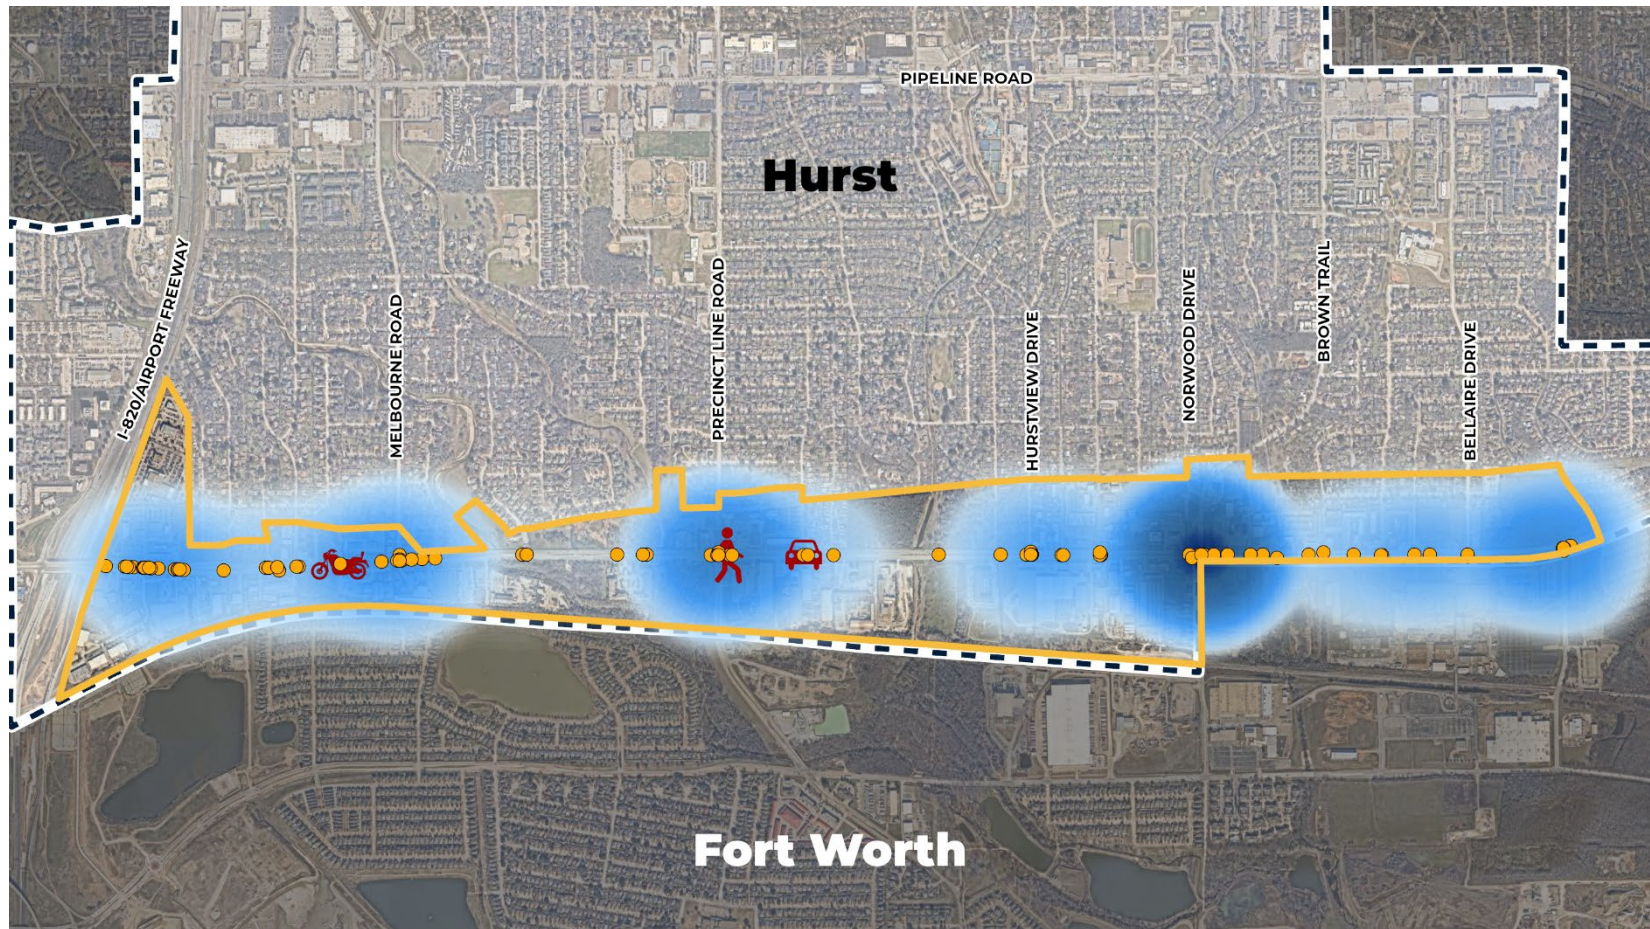 PIPELINE ROAD
Hurst
I-820/AIRPORT FREEWAY
MELBOURNE ROAD
PRECINCT LINE ROAD
HURSTVIEW DRIVE
NORWOOD DRIVE
BROWN TRAIL
BELLAIRE DRIVE
Fort Worth